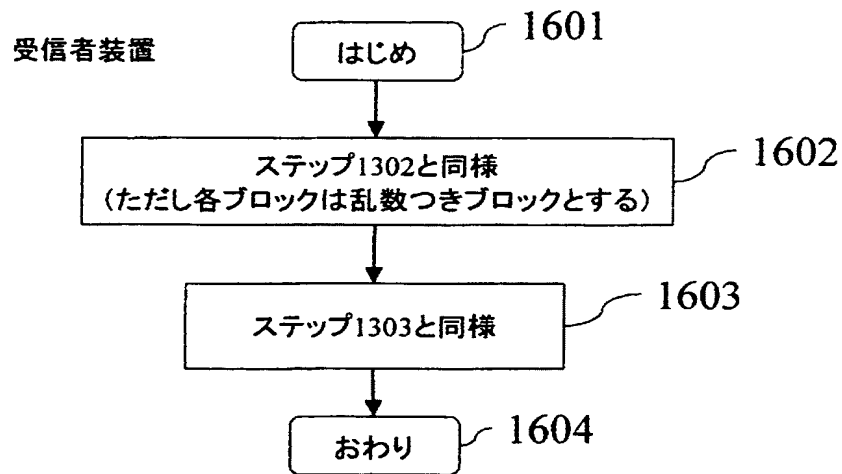 受信者装置
はじめ
1601
ステップ1302と同様
(ただし各ブロックは乱数つきブロックとする)
1602
ステップ1303と同様
1603
おわり
1604